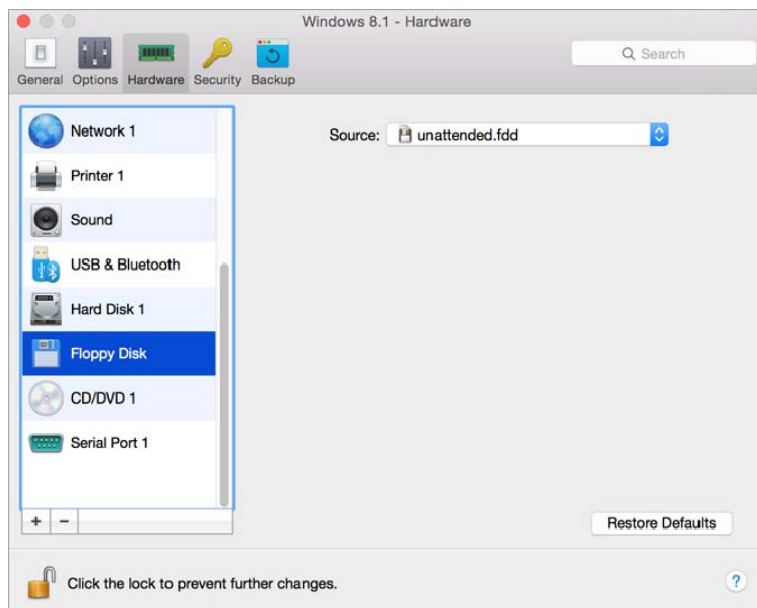 Windows 8.1 - Hardware
General Options Hardware Security Backup
Search
Network 1
Source: unattended.fdd
Printer 1
Sound
USB & Bluetooth
Hard Disk 1
Floppy Disk
CD/DVD 1
Serial Port 1
+ −
Restore Defaults
Click the lock to prevent further changes.
?